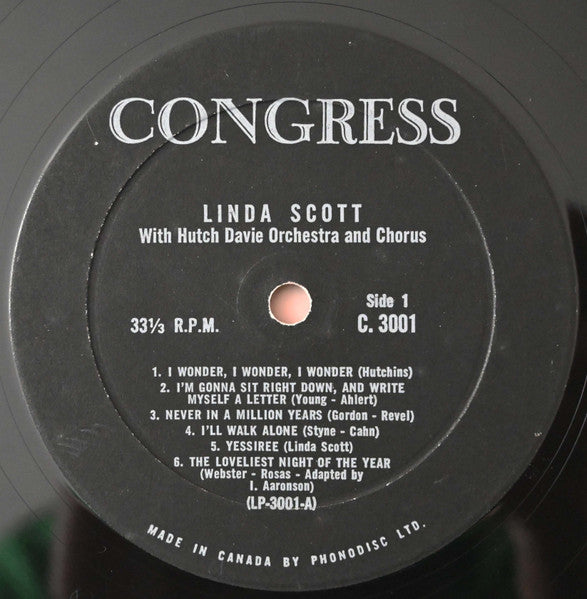 CONGRESS
LINDA SCOTT
With Hutch Davie Orchestra and Chorus
33⅓ R.P.M.
Side 1
C. 3001
1. I WONDER, I WONDER, I WONDER (Hutchins)
2. I'M GONNA SIT RIGHT DOWN, AND WRITE
MYSELF A LETTER (Young - Ahlert)
3. NEVER IN A MILLION YEARS (Gordon - Revel)
4. I'LL WALK ALONE (Styne - Cahn)
5. YESSIREE (Linda Scott)
6. THE LOVELIEST NIGHT OF THE YEAR
(Webster - Rosas - Adapted by
I. Aaronson)
(LP-3001-A)
MADE IN CANADA BY PHONODISC LTD.